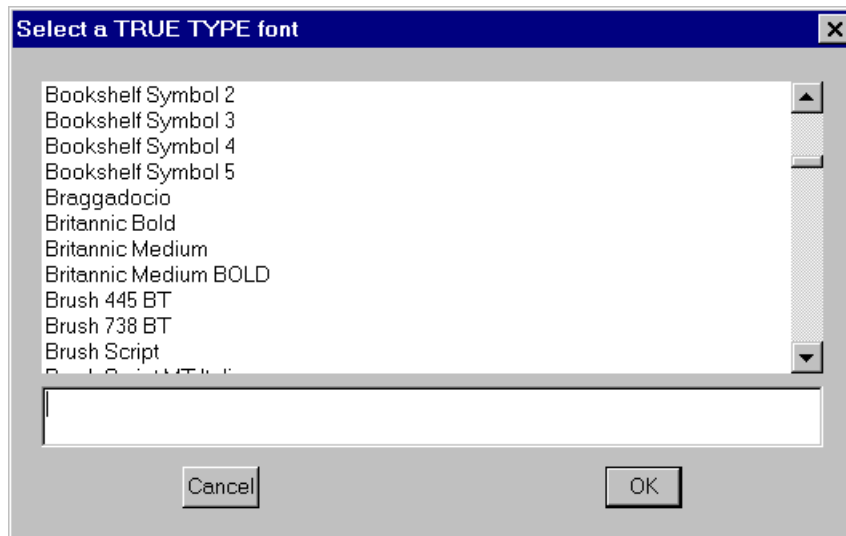 Select a TRUE TYPE font
Bookshelf Symbol 2
Bookshelf Symbol 3
Bookshelf Symbol 4
Bookshelf Symbol 5
Braggadocio
Britannic Bold
Britannic Medium
Britannic Medium BOLD
Brush 445 BT
Brush 738 BT
Brush Script
Cancel
OK